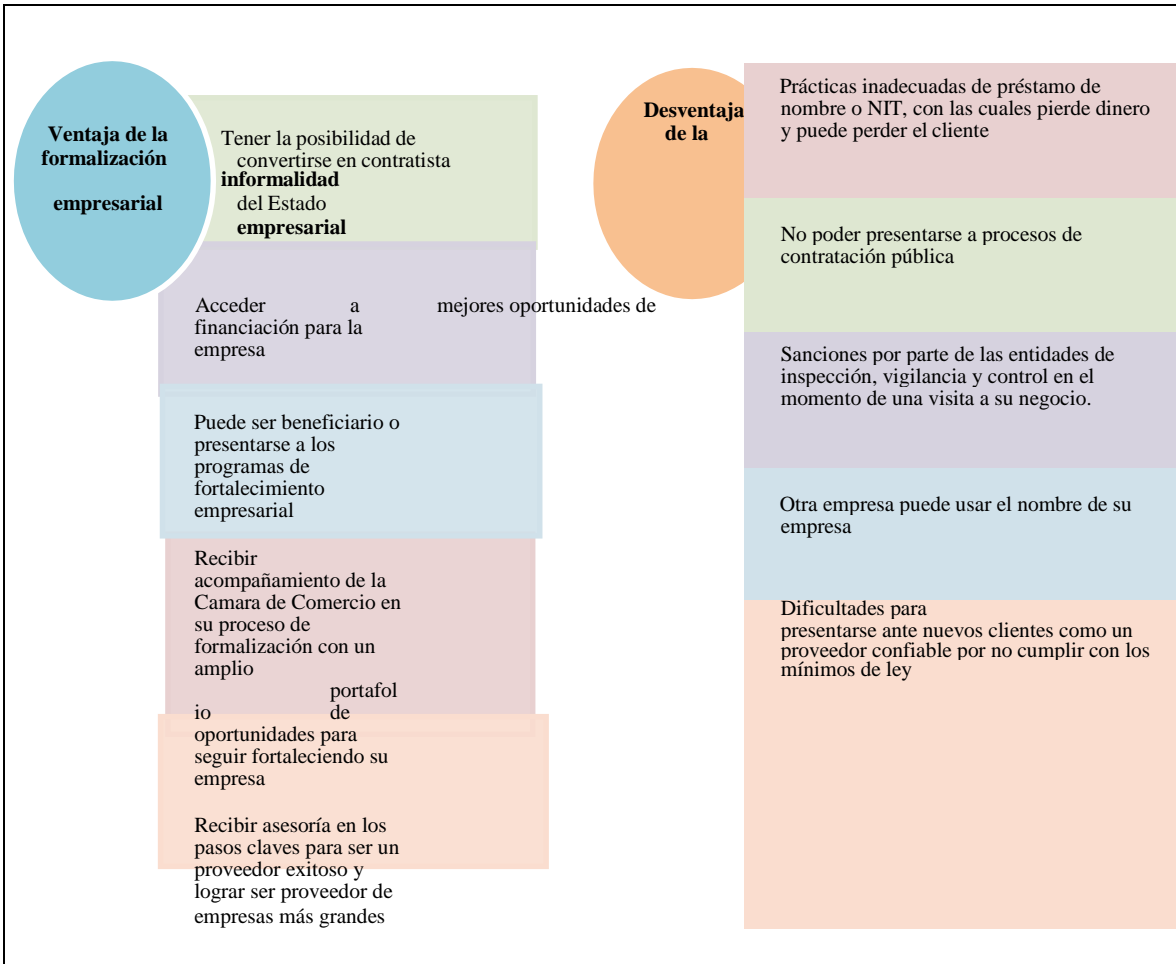 Ventaja de la
formalización
empresarial
Tener la posibilidad de
convertirse en contratista
informalidad
del Estado
empresarial
Acceder a mejores oportunidades de
financiación para la
empresa
Puede ser beneficiario o
presentarse a los
programas de
fortalecimiento
empresarial
Recibir
acompañamiento de la
Camara de Comercio en
su proceso de
formalización con un
amplio
portafol
io de
oportunidades para
seguir fortaleciendo su
empresa
Recibir asesoría en los
pasos claves para ser un
proveedor exitoso y
lograr ser proveedor de
empresas más grandes
Desventaja
de la
Prácticas inadecuadas de préstamo de
nombre o NIT, con las cuales pierde dinero
y puede perder el cliente
No poder presentarse a procesos de
contratación pública
Sanciones por parte de las entidades de
inspección, vigilancia y control en el
momento de una visita a su negocio.
Otra empresa puede usar el nombre de su
empresa
Dificultades para
presentarse ante nuevos clientes como un
proveedor confiable por no cumplir con los
mínimos de ley